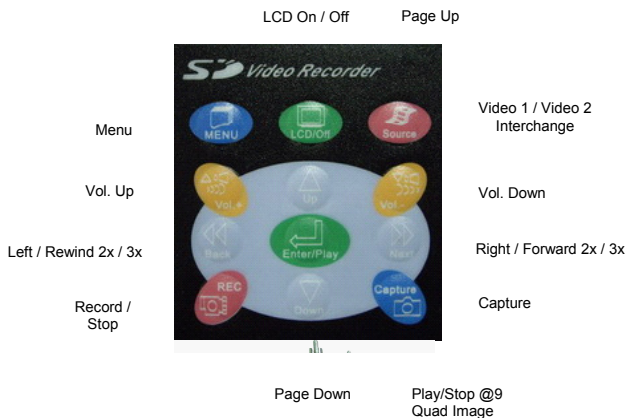 LCD On / Off
Page Up
SD Video Recorder
MENU
LCD/Off
Source
Menu
Video 1 / Video 2
Interchange
Vol. Up
Vol.+
Up
Vol-
Vol. Down
Left / Rewind 2x / 3x
Back
Enter/Play
Next
Right / Forward 2x / 3x
Record /
Stop
REC
Down
Capture
Capture
Page Down
Play/Stop @9
Quad Image